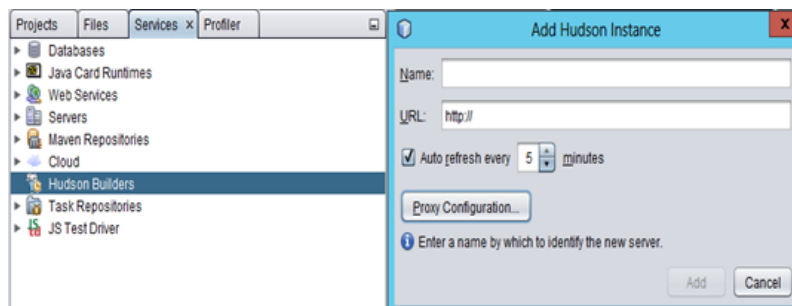 Projects Files Services x Profiler
Databases
Java Card Runtimes
Web Services
Servers
Maven Repositories
Cloud
Hudson Builders
Task Repositories
JS Test Driver
Add Hudson Instance x
Name:
URL: http://
Auto refresh every 5 minutes
Proxy Configuration...
Enter a name by which to identify the new server.
Add Cancel